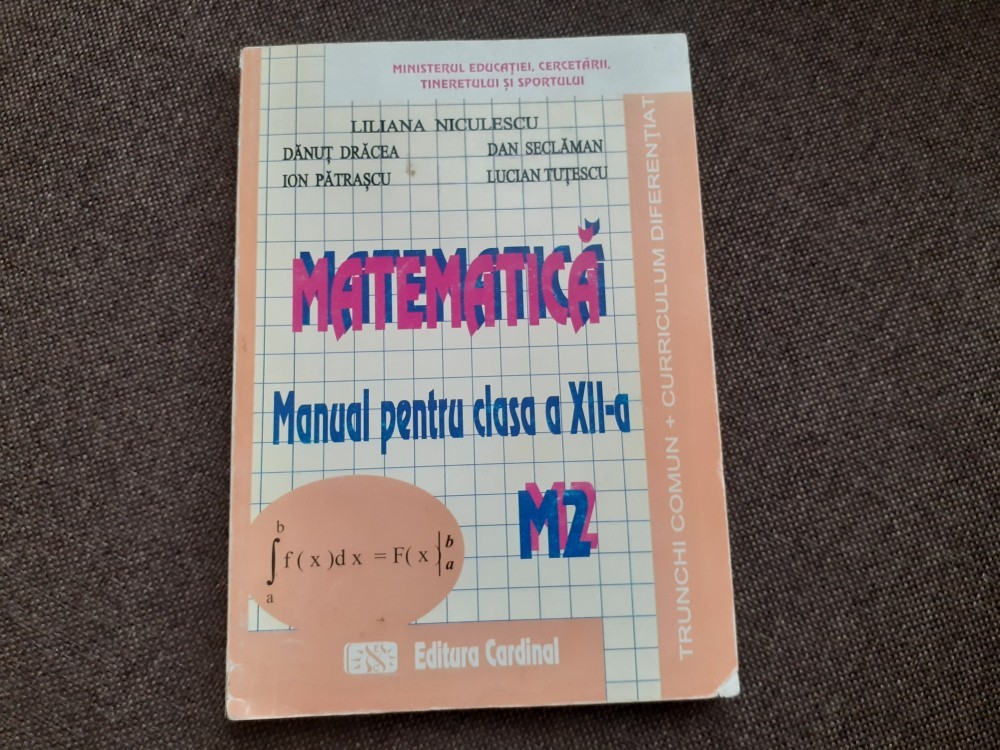 MINISTERUL EDUCAȚIEI, CERCETĂRII,
TINERETULUI ȘI SPORTULUI
LILIANA NICULESCU
DĂNUȚ DRĂCEA
DAN SECLĂMAN
ION PĂTRAȘCU
LUCIAN TUȚESCU
MATEMATICĂ
Manual pentru clasa a XII-a
M2
b
∫ f(x)dx = F(x)|
b
a
a
Editura Cardinal
TRUNCHI COMUN + CURRICULUM DIFERENȚIAT